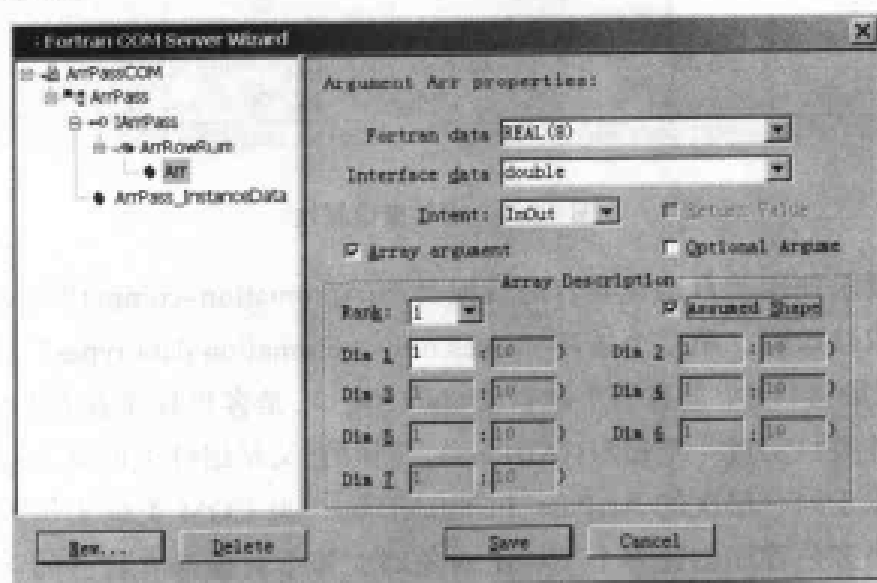 Fortran COM Server Wizard
ArrPassCOM
ArrPass
IArrPass
ArrRowRum
Arr
ArrPass_InstanceData
Argument Arr properties:
Fortran data REAL(8)
Interface data double
Intent: InOut Return Value
Array argument Optional Argume
Array Description
Rank: 1 Assumed Shape
Dim 1 1 :10 ) Dim 2 1 :10 )
Dim 3 1 :10 ) Dim 4 1 :10 )
Dim 5 1 :10 ) Dim 6 1 :10 )
Dim 7 1 :10 )
New... Delete Save Cancel